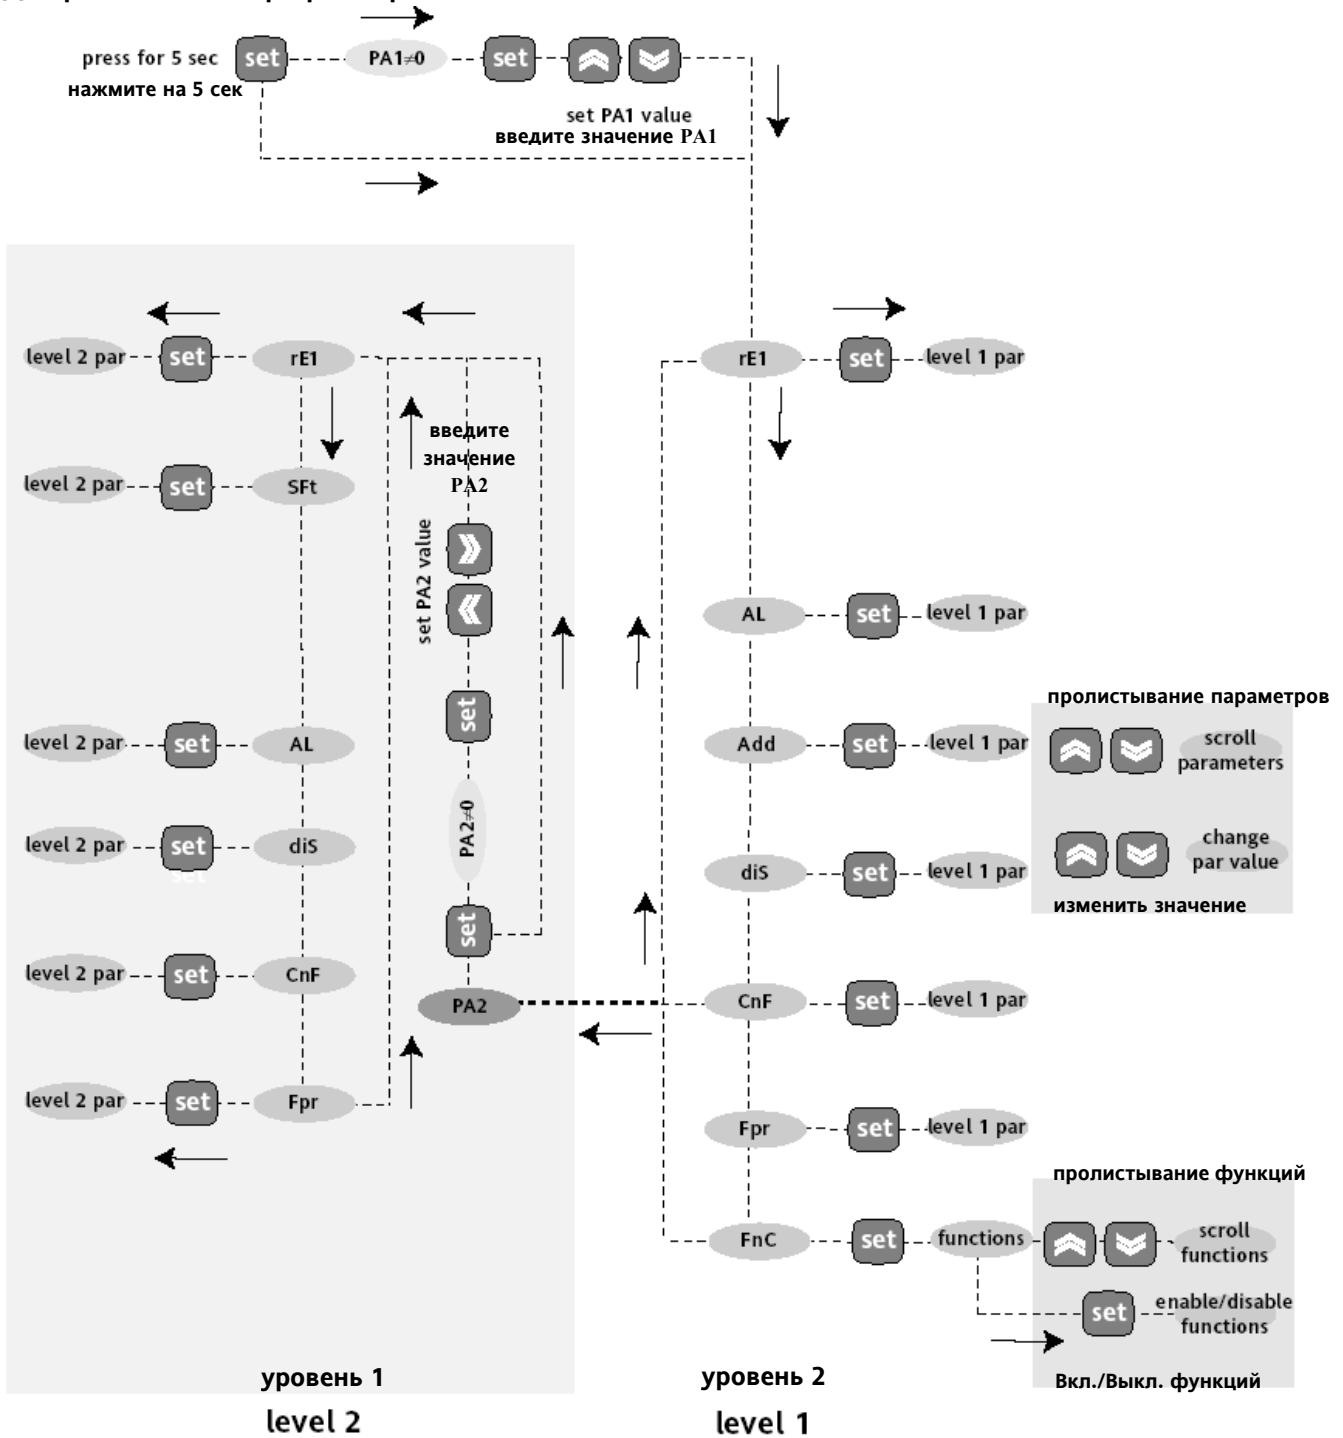 press for 5 sec set PA1≠0 set
нажмите на 5 сек
set PA1 value
введите значение PA1
level 2 par set rE1
rE1 set level 1 par
введите
значение
PA2
level 2 par set SFt
set PA2 value
AL set level 1 par
set
level 2 par set AL
Add set level 1 par
пролистывание параметров
scroll
parameters
PA2≠0
level 2 par set diS
set
diS set level 1 par
change
par value
изменить значение
set
level 2 par set CnF
PA2
CnF set level 1 par
level 2 par set Fpr
Fpr set level 1 par
пролистывание функций
FnC set functions
scroll
functions
set
enable/disable
functions
Вкл./Выкл. функций
уровень 1
level 2
уровень 2
level 1